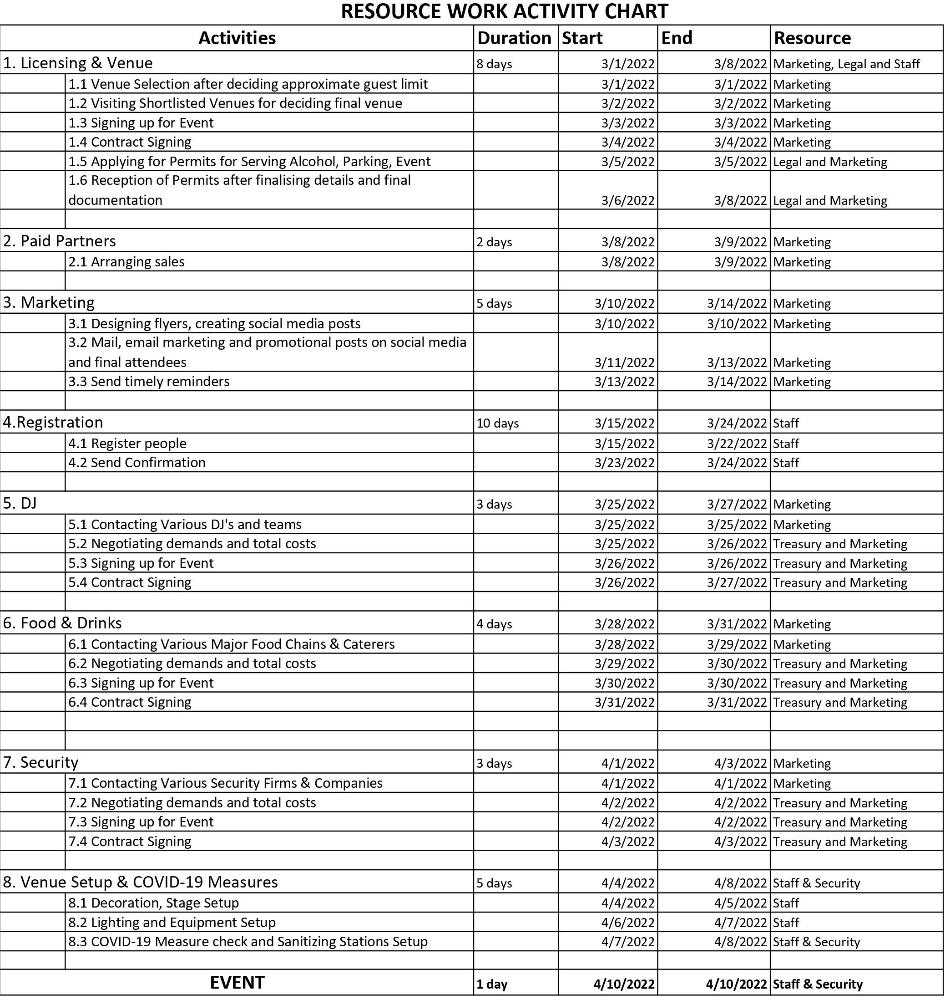 RESOURCE WORK ACTIVITY CHART
Activities Duration Start End Resource
1. Licensing & Venue 8 days 3/1/2022 3/8/2022 Marketing, Legal and Staff
1.1 Venue Selection after deciding approximate guest limit 3/1/2022 3/1/2022 Marketing
1.2 Visiting Shortlisted Venues for deciding final venue 3/2/2022 3/2/2022 Marketing
1.3 Signing up for Event 3/3/2022 3/3/2022 Marketing
1.4 Contract Signing 3/4/2022 3/4/2022 Marketing
1.5 Applying for Permits for Serving Alcohol, Parking, Event 3/5/2022 3/5/2022 Legal and Marketing
1.6 Reception of Permits after finalising details and final
documentation 3/6/2022 3/8/2022 Legal and Marketing
2. Paid Partners 2 days 3/8/2022 3/9/2022 Marketing
2.1 Arranging sales 3/8/2022 3/9/2022 Marketing
3. Marketing 5 days 3/10/2022 3/14/2022 Marketing
3.1 Designing flyers, creating social media posts 3/10/2022 3/10/2022 Marketing
3.2 Mail, email marketing and promotional posts on social media
and final attendees 3/11/2022 3/13/2022 Marketing
3.3 Send timely reminders 3/13/2022 3/14/2022 Marketing
4.Registration 10 days 3/15/2022 3/24/2022 Staff
4.1 Register people 3/15/2022 3/22/2022 Staff
4.2 Send Confirmation 3/23/2022 3/24/2022 Staff
5. DJ 3 days 3/25/2022 3/27/2022 Marketing
5.1 Contacting Various DJ's and teams 3/25/2022 3/25/2022 Marketing
5.2 Negotiating demands and total costs 3/25/2022 3/26/2022 Treasury and Marketing
5.3 Signing up for Event 3/26/2022 3/26/2022 Treasury and Marketing
5.4 Contract Signing 3/26/2022 3/27/2022 Treasury and Marketing
6. Food & Drinks 4 days 3/28/2022 3/31/2022 Marketing
6.1 Contacting Various Major Food Chains & Caterers 3/28/2022 3/29/2022 Marketing
6.2 Negotiating demands and total costs 3/29/2022 3/30/2022 Treasury and Marketing
6.3 Signing up for Event 3/30/2022 3/30/2022 Treasury and Marketing
6.4 Contract Signing 3/31/2022 3/31/2022 Treasury and Marketing
7. Security 3 days 4/1/2022 4/3/2022 Marketing
7.1 Contacting Various Security Firms & Companies 4/1/2022 4/1/2022 Marketing
7.2 Negotiating demands and total costs 4/2/2022 4/2/2022 Treasury and Marketing
7.3 Signing up for Event 4/2/2022 4/2/2022 Treasury and Marketing
7.4 Contract Signing 4/3/2022 4/3/2022 Treasury and Marketing
8. Venue Setup & COVID-19 Measures 5 days 4/4/2022 4/8/2022 Staff & Security
8.1 Decoration, Stage Setup 4/4/2022 4/5/2022 Staff
8.2 Lighting and Equipment Setup 4/6/2022 4/7/2022 Staff
8.3 COVID-19 Measure check and Sanitizing Stations Setup 4/7/2022 4/8/2022 Staff & Security
EVENT 1 day 4/10/2022 4/10/2022 Staff & Security